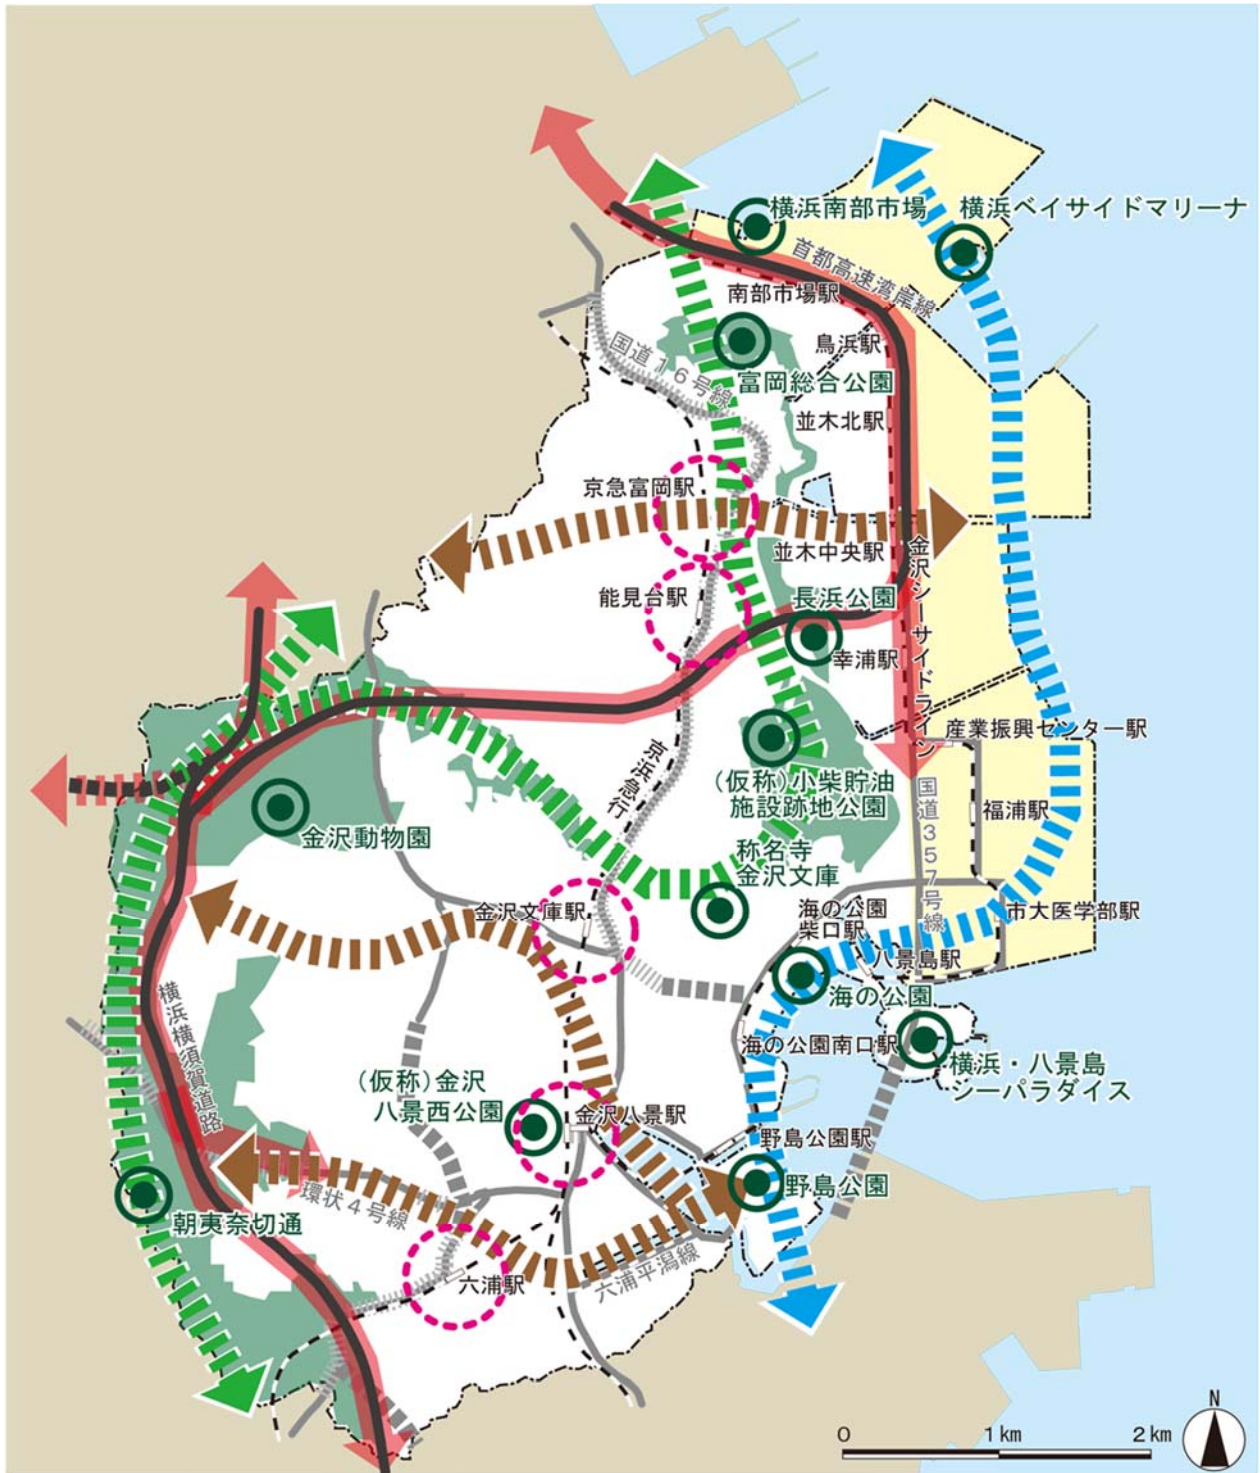 横浜南部市場
横浜ベイサイドマリーナ
首都高速湾岸線
南部市場駅
鳥浜駅
国道16号線
富岡総合公園
並木北駅
京急富岡駅
並木中央駅
金沢シーサイドライン
能見台駅
長浜公園
幸浦駅
産業振興センター駅
京浜急行
(仮称)小柴貯油
施設跡地公園
国道357号線
福浦駅
金沢動物園
称名寺
金沢文庫
金沢文庫駅
海の公園
柴口駅
市大医学部駅
八景島駅
海の公園
横浜横須賀道路
海の公園南口駅
横浜・八景島
シーパラダイス
(仮称)金沢
八景西公園
金沢八景駅
野島公園駅
野島公園
環状4号線
朝夷奈切通
六浦平潟線
六浦駅
N
0
1km
2km